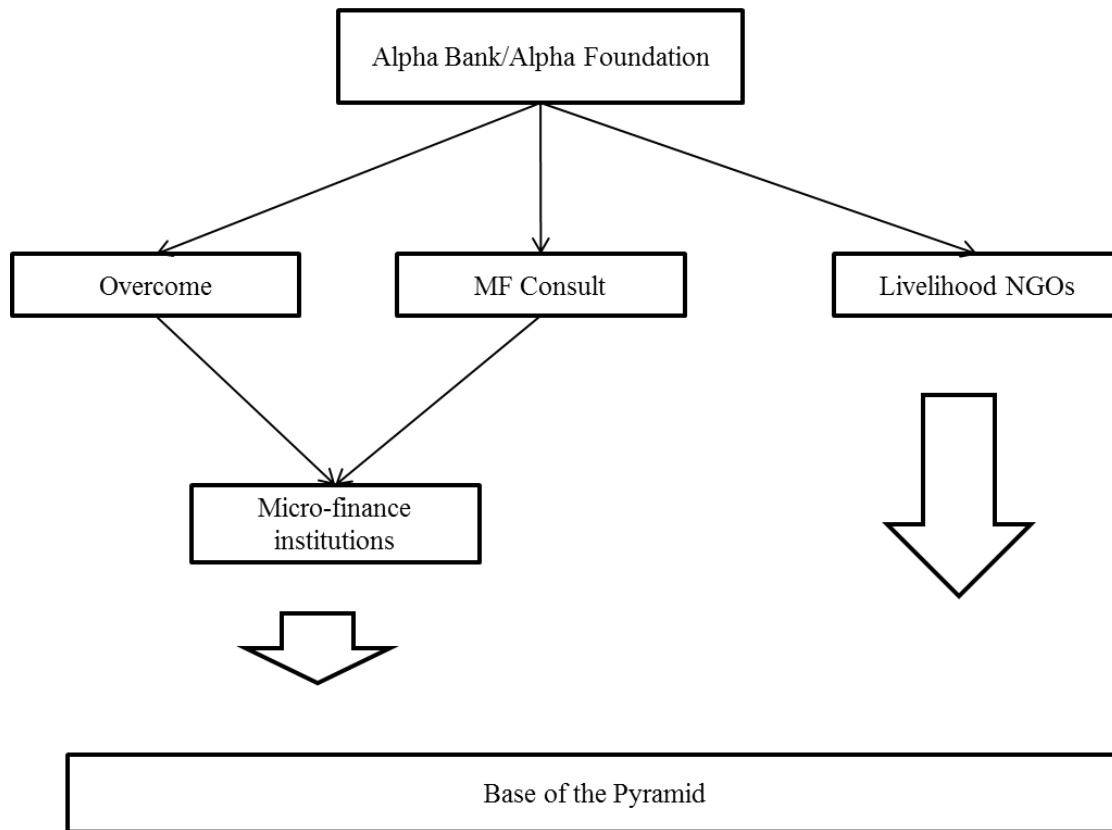 Alpha Bank/Alpha Foundation
Overcome
MF Consult
Livelihood NGOs
Micro-finance
institutions
Base of the Pyramid